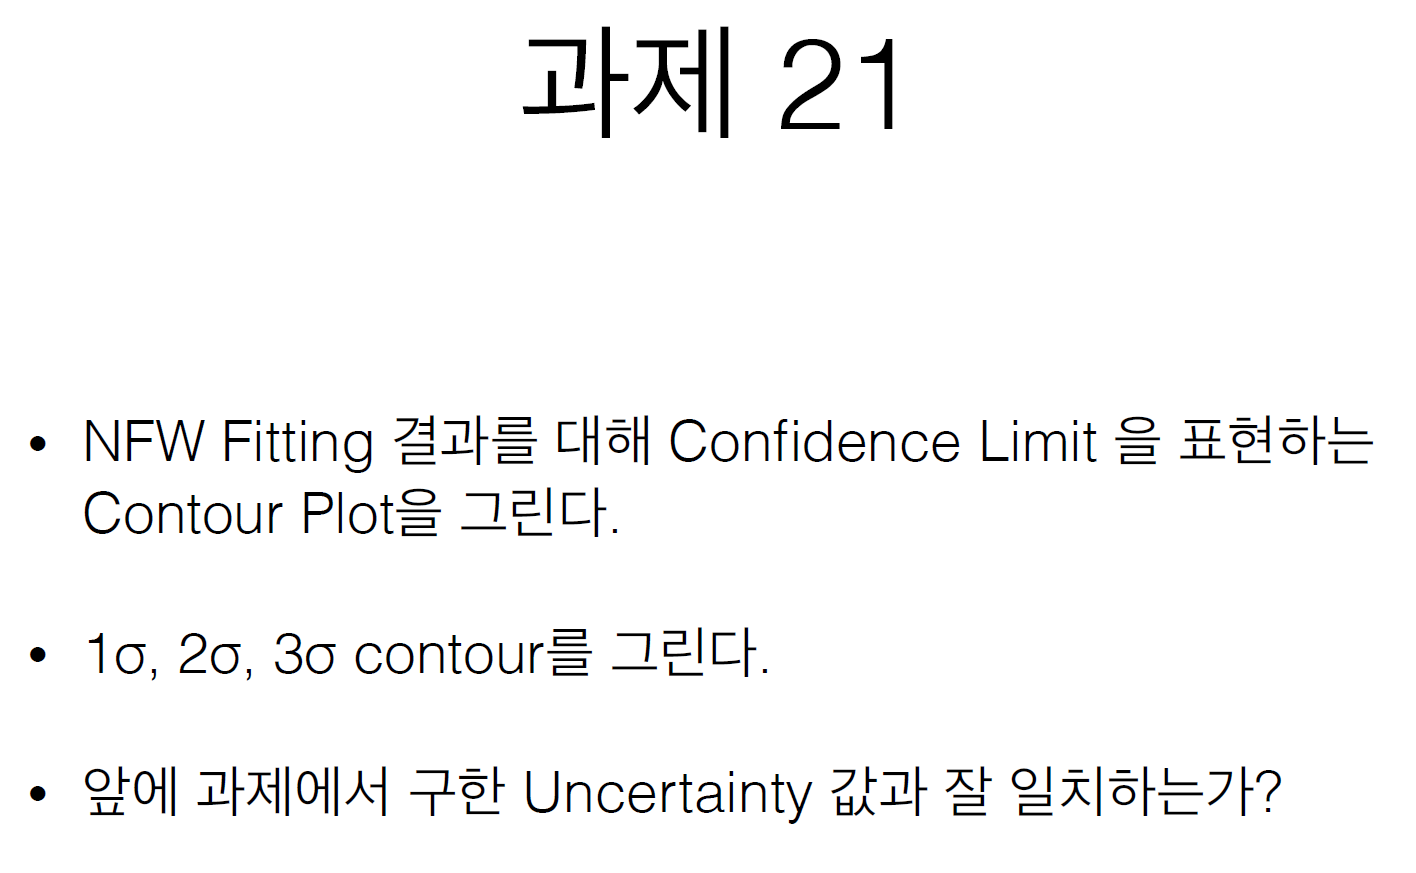 과제 21
• NFW Fitting 결과를 대해 Confidence Limit 을 표현하는
Contour Plot을 그린다.
• 1σ, 2σ, 3σ contour를 그린다.
• 앞에 과제에서 구한 Uncertainty 값과 잘 일치하는가?